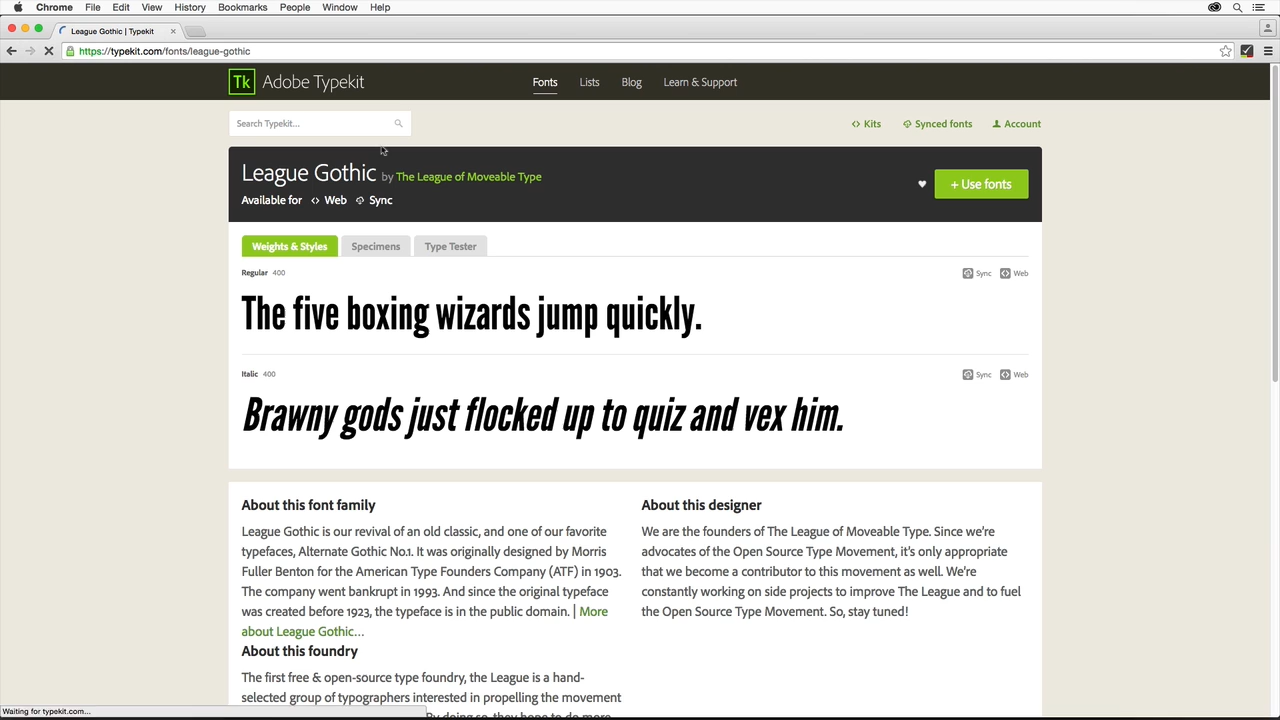 Chrome File Edit View History Bookmarks People Window Help
League Gothic | Typekit
https://typekit.com/fonts/league-gothic
Tk Adobe Typekit Fonts Lists Blog Learn & Support
Search Typekit... Kits Synced fonts Account
League Gothic by The League of Moveable Type
+ Use fonts
Available for Web Sync
Weights & Styles Specimens Type Tester
Regular 400 Sync Web
The five boxing wizards jump quickly.
Italic 400 Sync Web
Brawny gods just flocked up to quiz and vex him.
About this font family
League Gothic is our revival of an old classic, and one of our favorite
typefaces, Alternate Gothic No.1. It was originally designed by Morris
Fuller Benton for the American Type Founders Company (ATF) in 1903.
The company went bankrupt in 1993. And since the original typeface
was created before 1923, the typeface is in the public domain. | More
about League Gothic...
About this foundry
The first free & open-source type foundry, the League is a hand-
selected group of typographers interested in propelling the movement
By doing so, they hope to do more
About this designer
We are the founders of The League of Moveable Type. Since we're
advocates of the Open Source Type Movement, it's only appropriate
that we become a contributor to this movement as well. We're
constantly working on side projects to improve The League and to fuel
the Open Source Type Movement. So, stay tuned!
Waiting for typekit.com...